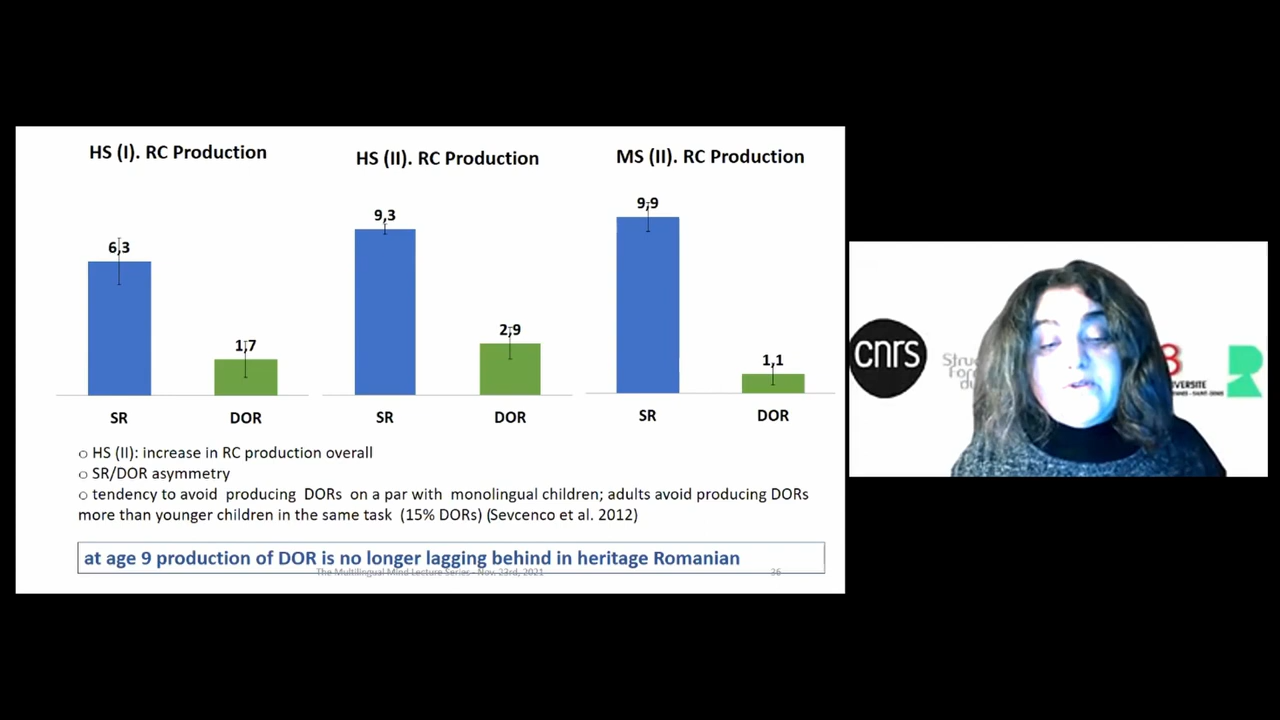 HS (I). RC Production
HS (II). RC Production
MS (II). RC Production
6,3
1,7
9,3
2,9
9,9
1,1
SR
DOR
SR
DOR
SR
DOR
○ HS (II): increase in RC production overall
○ SR/DOR asymmetry
○ tendency to avoid producing DORs on a par with monolingual children; adults avoid producing DORs
more than younger children in the same task (15% DORs) (Sevcenco et al. 2012)
at age 9 production of DOR is no longer lagging behind in heritage Romanian
The Multilingual Mind Lecture Series - Nov. 23rd, 2021
36
cnrs
8